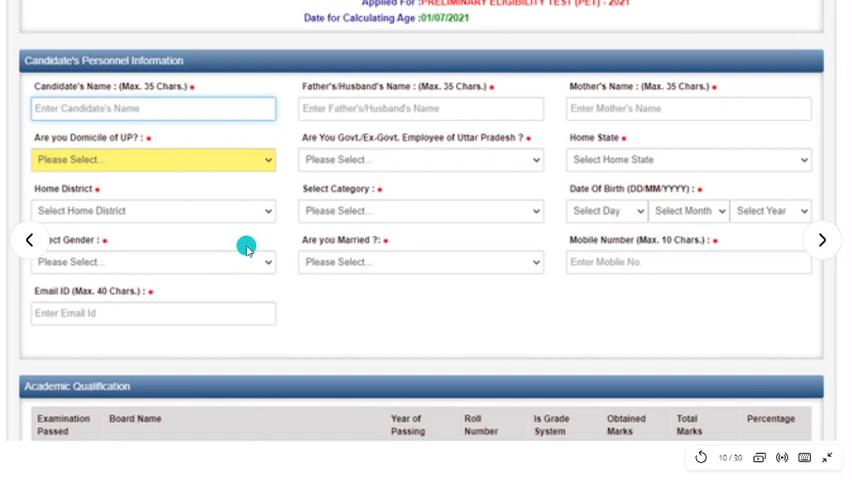 Applied For :PRELIMINARY ELIGIBILITY TEST (PET) - 2021
Date for Calculating Age :01/07/2021
Candidate's Personnel Information
Candidate's Name : (Max. 35 Chars.) Father's/Husband's Name : (Max. 35 Chars.) Mother's Name : (Max. 35 Chars.)
Enter Candidate's Name Enter Father's/Husband's Name Enter Mother's Name
Are you Domicile of UP? : Are You Govt./Ex-Govt. Employee of Uttar Pradesh ? Home State
Please Select... Please Select... Select Home State
Home District Select Category : Date Of Birth (DD/MM/YYYY) :
Select Home District Please Select... Select Day Select Month Select Year
ect Gender : Are you Married ?: Mobile Number (Max. 10 Chars.) :
Please Select... Please Select... Enter Mobile No.
Email ID (Max. 40 Chars.) :
Enter Email Id
Academic Qualification
Examination Passed Board Name Year of Passing Roll Number Is Grade System Obtained Marks Total Marks Percentage
10 / 30